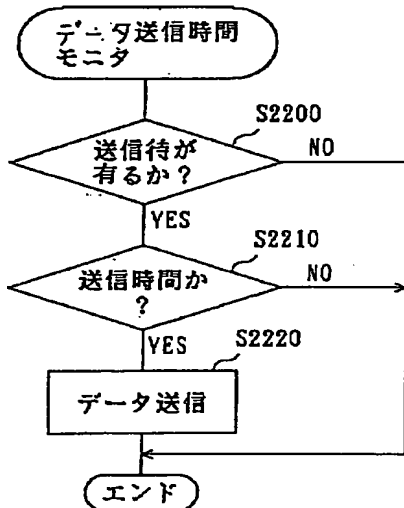 データ送信時間
モニタ
S2200
送信待が
有るか?
NO
YES
S2210
送信時間か
?
NO
YES
S2220
データ送信
エンド